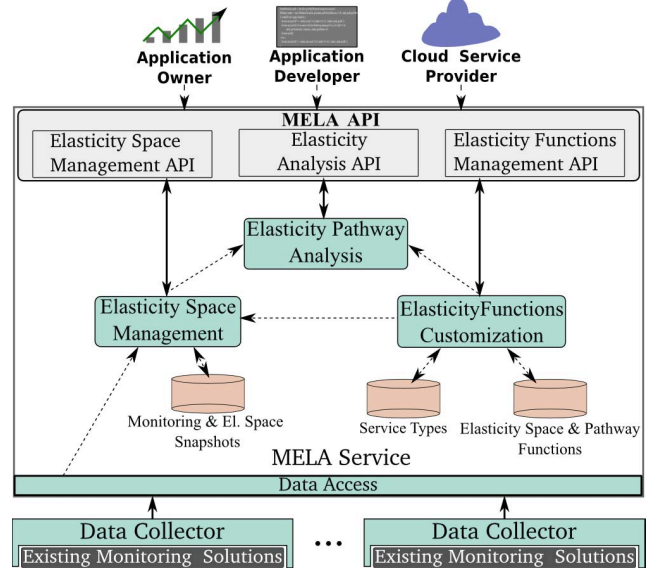 Application
Owner
Application
Developer
Cloud Service
Provider
MELA API
Elasticity Space
Management API
Elasticity
Analysis API
Elasticity Functions
Management API
Elasticity Pathway
Analysis
Elasticity Space
Management
ElasticityFunctions
Customization
Monitoring & El. Space
Snapshots
Service Types
Elasticity Space & Pathway
Functions
MELA Service
Data Access
Data Collector
Existing Monitoring Solutions
...
Data Collector
Existing Monitoring Solutions